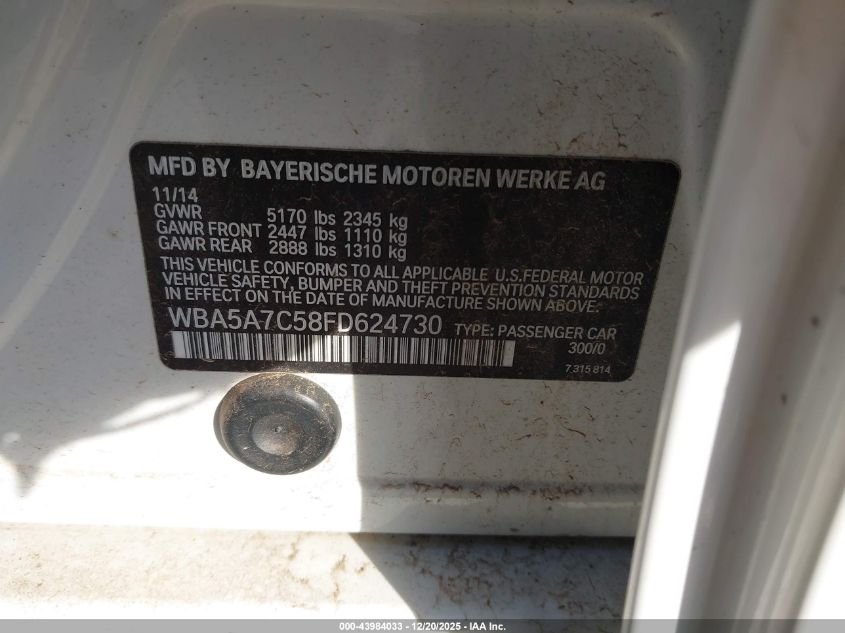 MFD BY BAYERISCHE MOTOREN WERKE AG
11/14
GVWR 5170 lbs 2345 kg
GAWR FRONT 2447 lbs 1110 kg
GAWR REAR 2888 lbs 1310 kg
THIS VEHICLE CONFORMS TO ALL APPLICABLE U.S.FEDERAL MOTOR
VEHICLE SAFETY, BUMPER AND THEFT PREVENTION STANDARDS
IN EFFECT ON THE DATE OF MANUFACTURE SHOWN ABOVE.
WBA5A7C58FD624730 TYPE: PASSENGER CAR
300/0
7 315 814
000-43984033 - 12/20/2025 - IAA Inc.